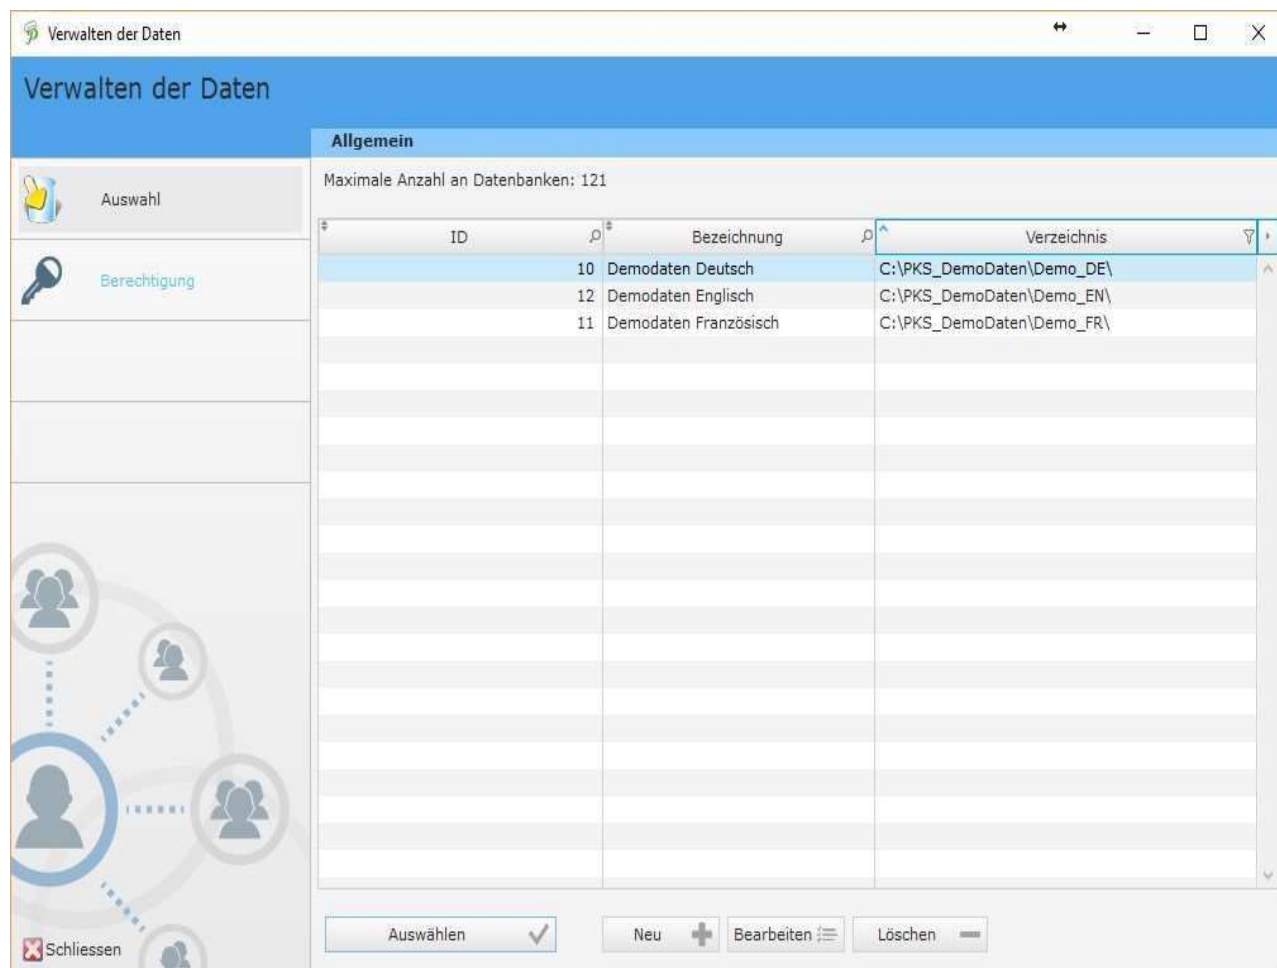 Verwalten der Daten
Verwalten der Daten
Allgemein
Auswahl
Berechtigung
Maximale Anzahl an Datenbanken: 121
ID Bezeichnung Verzeichnis
10 Demodaten Deutsch C:\PKS_DemoDaten\Demo_DE\
12 Demodaten Englisch C:\PKS_DemoDaten\Demo_EN\
11 Demodaten Französisch C:\PKS_DemoDaten\Demo_FR\
Auswählen Neu Bearbeiten Löschen
Schliessen